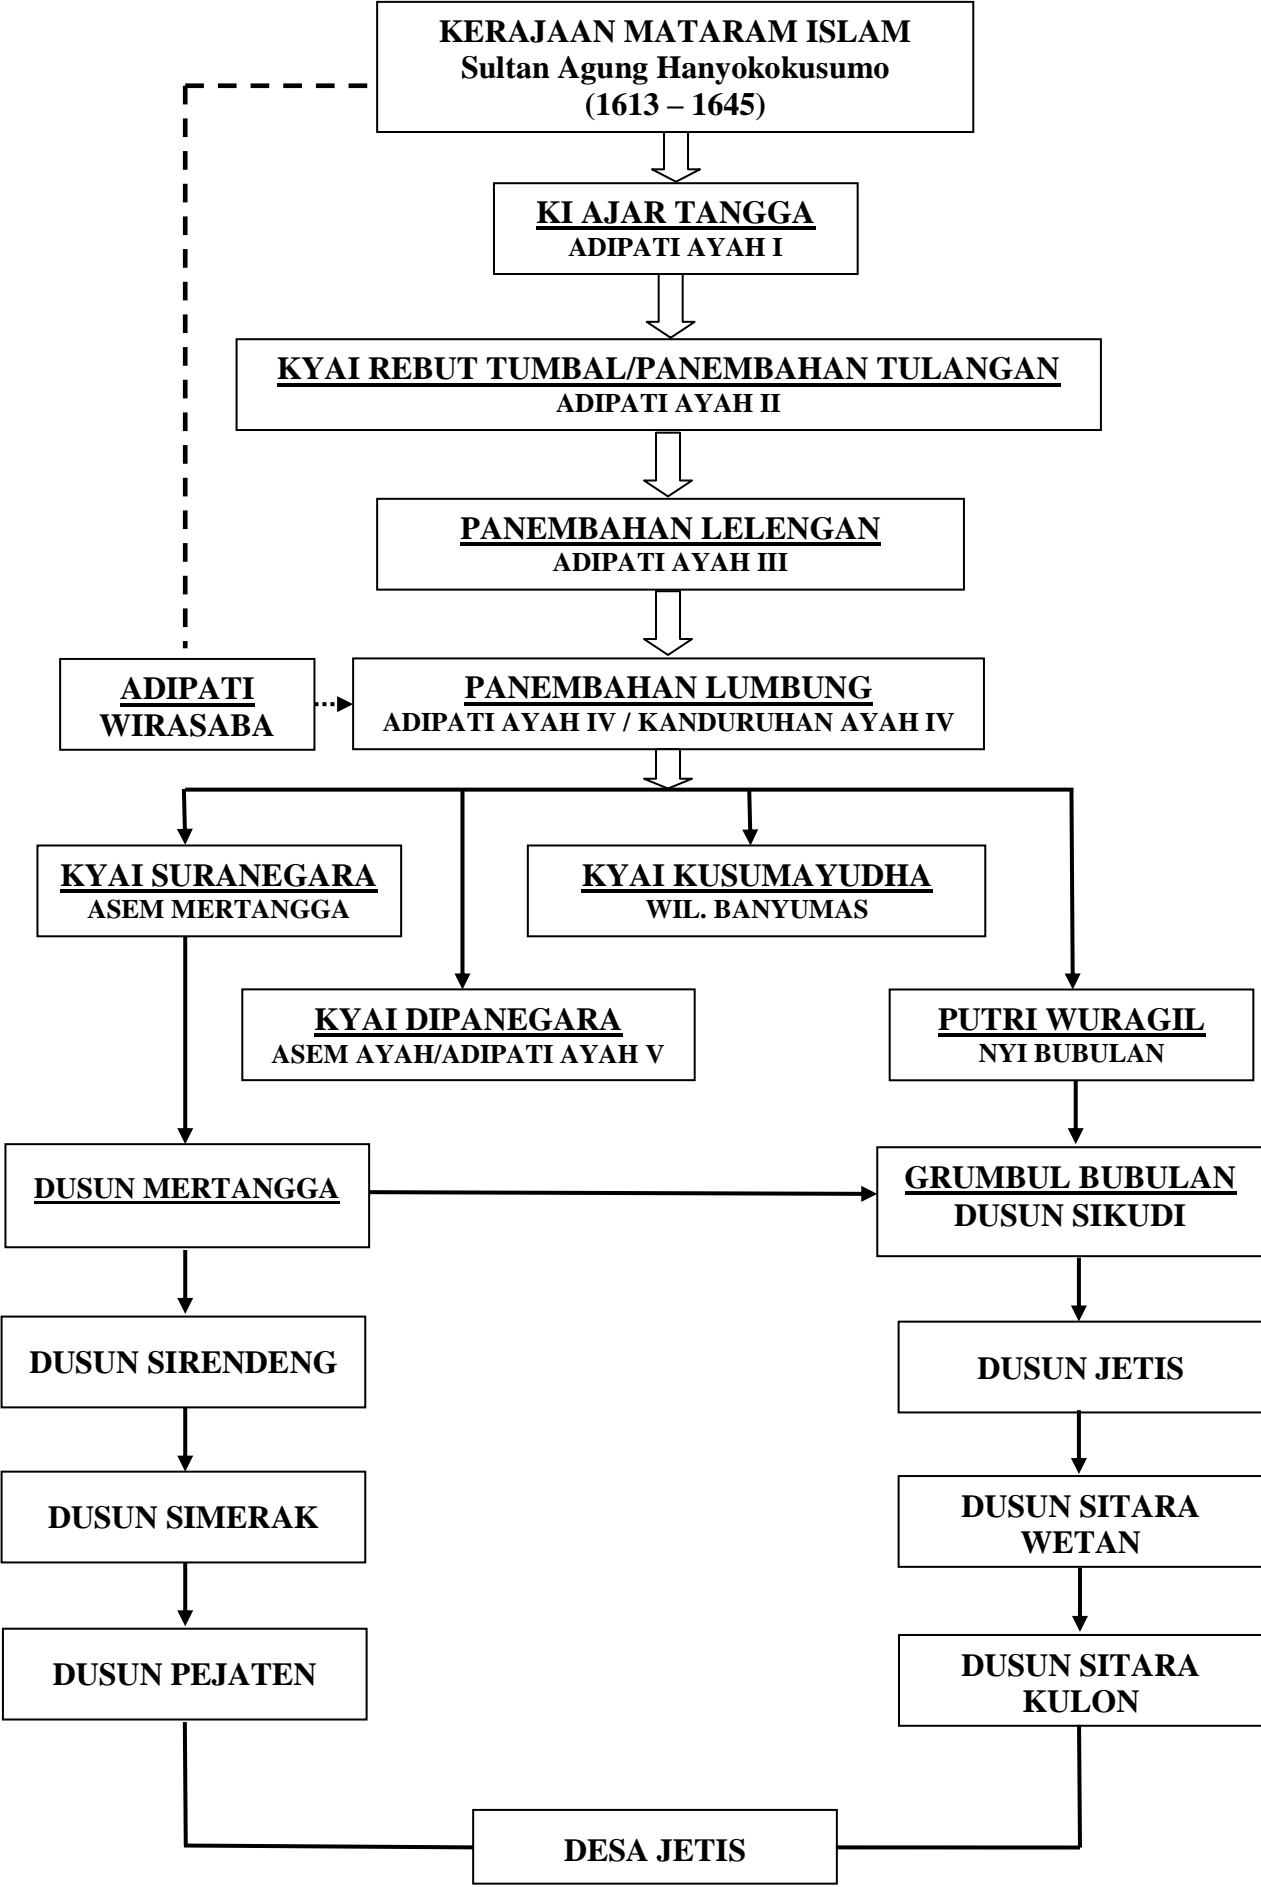 KERAJAAN MATARAM ISLAM
Sultan Agung Hanyokokusumo
(1613 – 1645)
KI AJAR TANGGA
ADIPATI AYAH I
KYAI REBUT TUMBAL/PANEMBAHAN TULANGAN
ADIPATI AYAH II
PANEMBAHAN LELENGAN
ADIPATI AYAH III
ADIPATI
WIRASABA
PANEMBAHAN LUMBUNG
ADIPATI AYAH IV / KANDURUHAN AYAH IV
KYAI SURANEGARA
ASEM MERTANGGA
KYAI KUSUMAYUDHA
WIL. BANYUMAS
KYAI DIPANEGARA
ASEM AYAH/ADIPATI AYAH V
PUTRI WURAGIL
NYI BUBULAN
DUSUN MERTANGGA
GRUMBUL BUBULAN
DUSUN SIKUDI
DUSUN SIRENDENG
DUSUN JETIS
DUSUN SIMERAK
DUSUN SITARA
WETAN
DUSUN PEJATEN
DUSUN SITARA
KULON
DESA JETIS